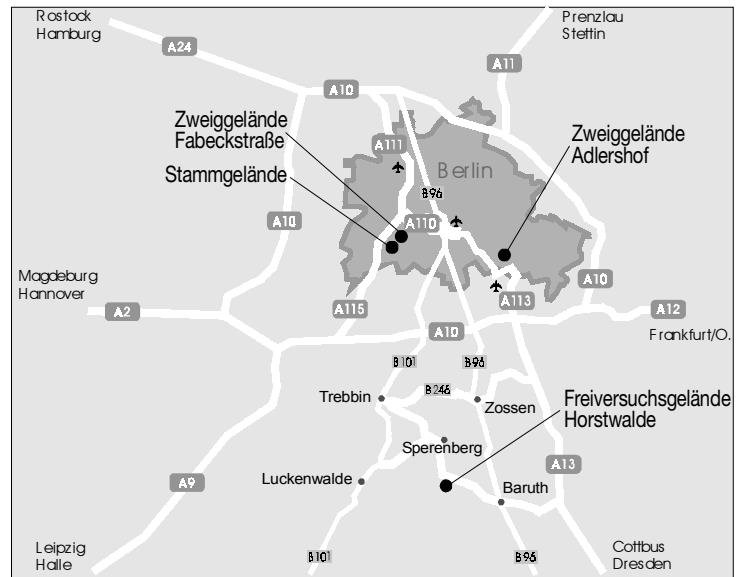 Rostock
Hamburg
Prenzlau
Stettin
A24
A11
A10
Zweiggelände
Fabeckstraße
A111
Zweiggelände
Adlershof
Berlin
Stammgelände
B96
A10
A110
Magdeburg
Hannover
A10
A2
A115
A113
A12
A10
Frankfurt/O.
B101
B96
Trebbin
B246
Zossen
Freiversuchsgelände
Horstwalde
Sperenberg
A13
A9
Luckenwalde
Baruth
Leipzig
Halle
B101
B96
Cottbus
Dresden